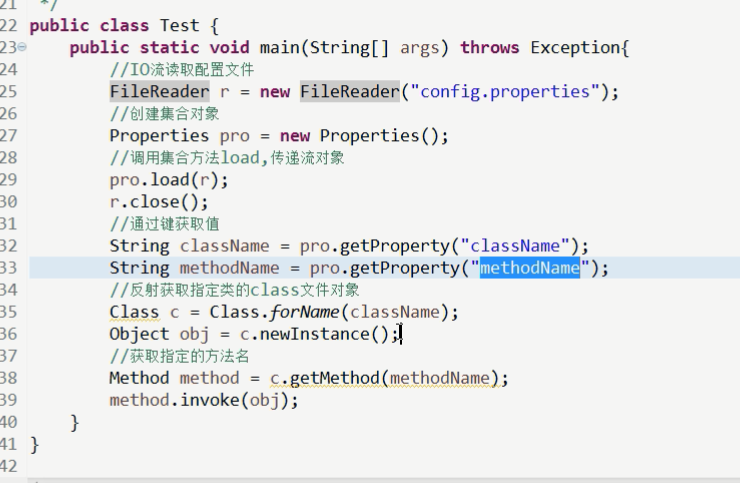 21 */
22 public class Test {
23 public static void main(String[] args) throws Exception{
24 //IO流读取配置文件
25 FileReader r = new FileReader("config.properties");
26 //创建集合对象
27 Properties pro = new Properties();
28 //调用集合方法load,传递流对象
29 pro.load(r);
30 r.close();
31 //通过键获取值
32 String className = pro.getProperty("className");
33 String methodName = pro.getProperty("methodName");
34 //反射获取指定类的class文件对象
35 Class c = Class.forName(className);
36 Object obj = c.newInstance();
37 //获取指定的方法名
38 Method method = c.getMethod(methodName);
39 method.invoke(obj);
40 }
41 }
42